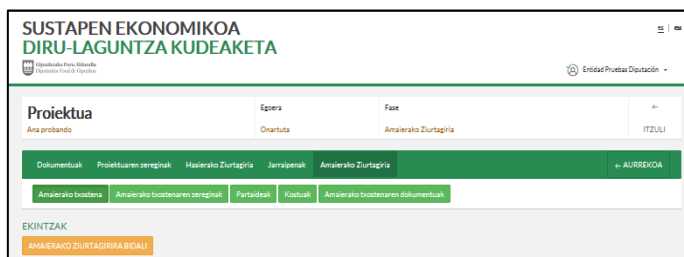 SUSTAPEN EKONOMIKOA
es | eu
DIRU-LAGUNTZA KUDEAKETA
Gipuzkoako Foru Aldundia
Diputación Foral de Gipuzkoa
Entidad Pruebas Diputación
Proiektua
Egoera
Fase
←
Ana probando
Onartuta
Amaierako Ziurtagiria
ITZULI
Dokumentuak Proiektuaren zereginak Hasierako Ziurtagiria Jarraipenak Amaierako Ziurtagiria ← AURREKOA
Amaierako txostena Amaierako txostenaren zereginak Partaideak Kostuak Amaierako txostenaren dokumentuak
EKINTZAK
AMAIERAKO ZIURTAGIRIRA BIDALI